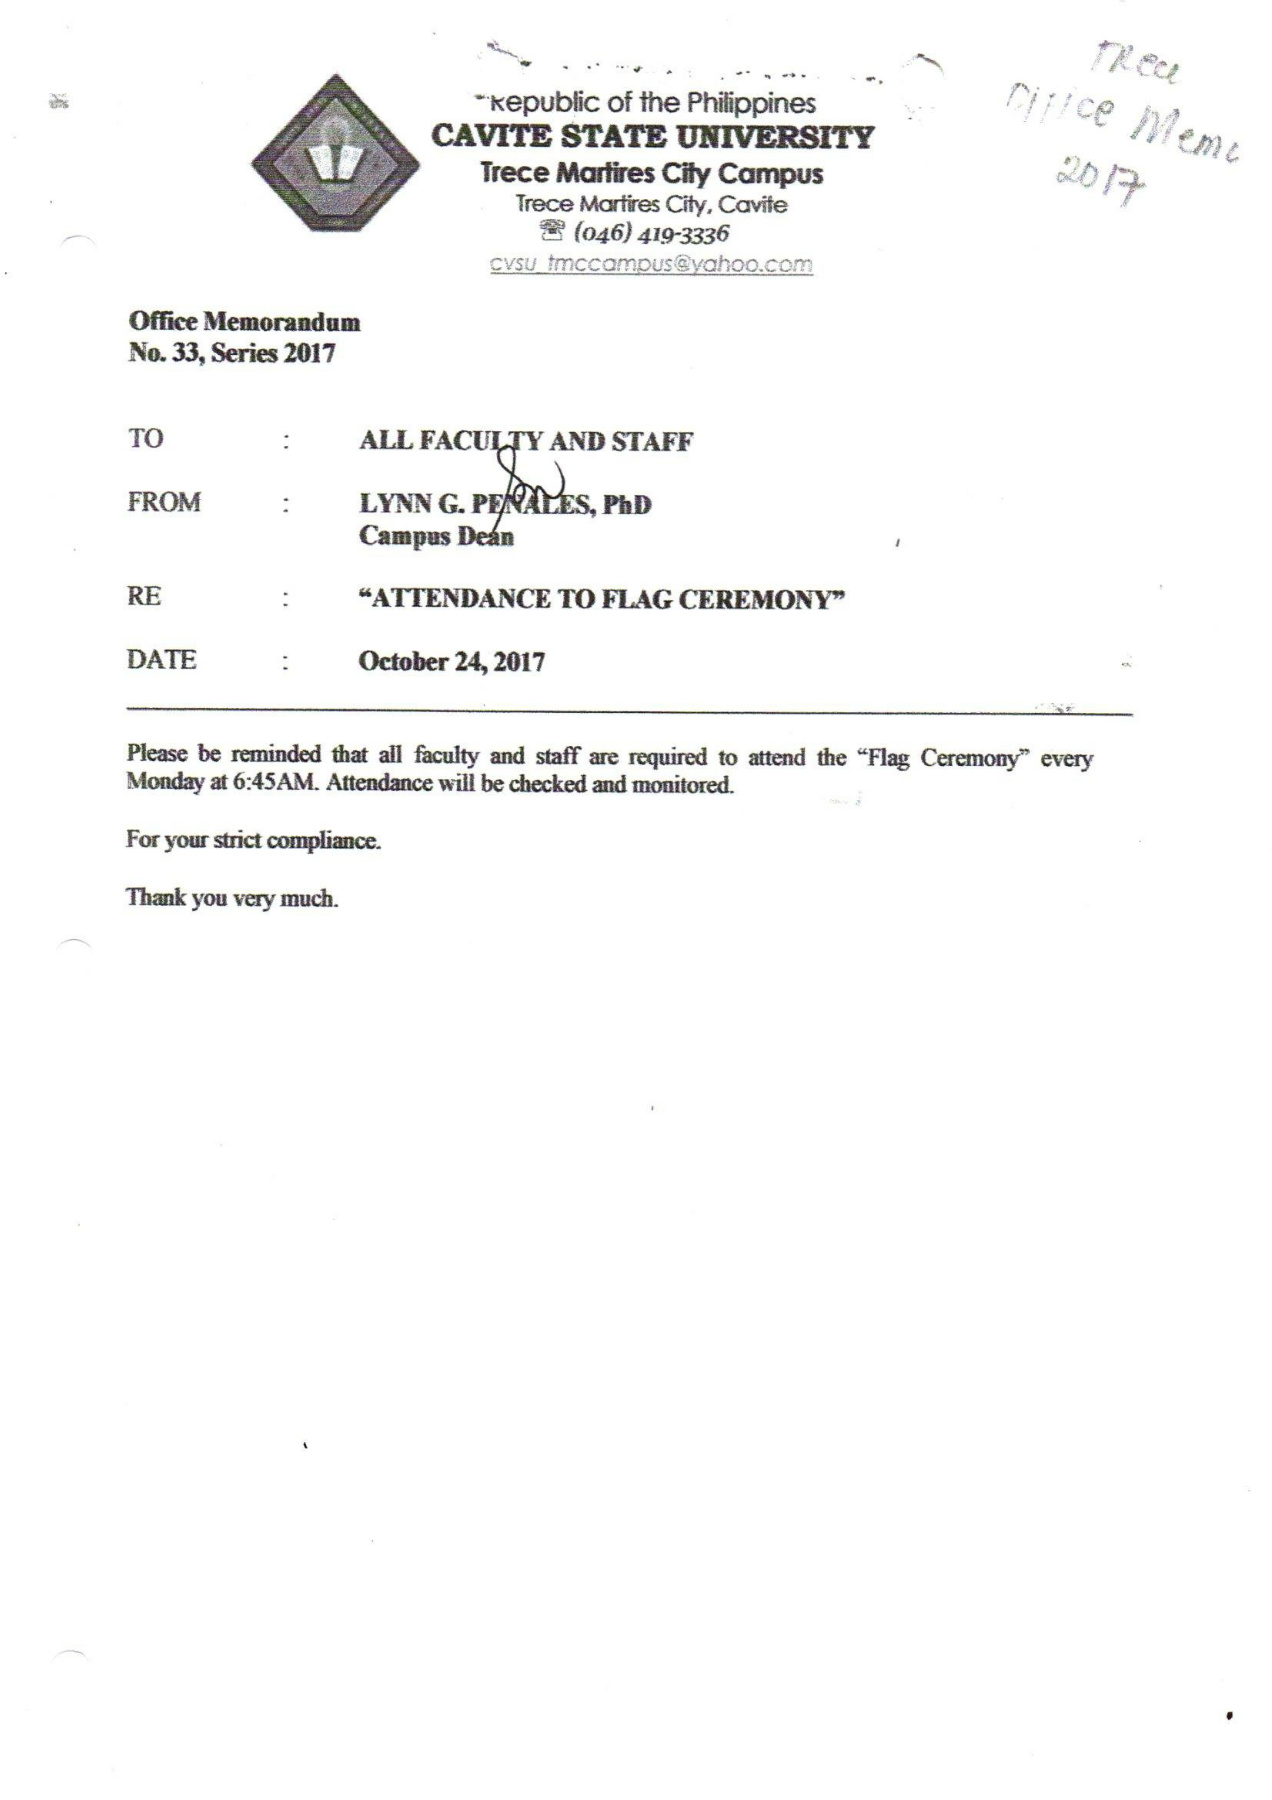 Republic of the Philippines
CAVITE STATE UNIVERSITY
Trece Martires City Campus
Trece Martires City, Cavite
☏ (046) 419-3336
cvsu_tmccampus@yahoo.com
Trece
Office Memo
2017
Office Memorandum
No. 33, Series 2017
TO : ALL FACULTY AND STAFF
FROM : LYNN G. PENALES, PhD
Campus Dean
RE : “ATTENDANCE TO FLAG CEREMONY”
DATE : October 24, 2017
Please be reminded that all faculty and staff are required to attend the “Flag Ceremony” every
Monday at 6:45AM. Attendance will be checked and monitored.
For your strict compliance.
Thank you very much.